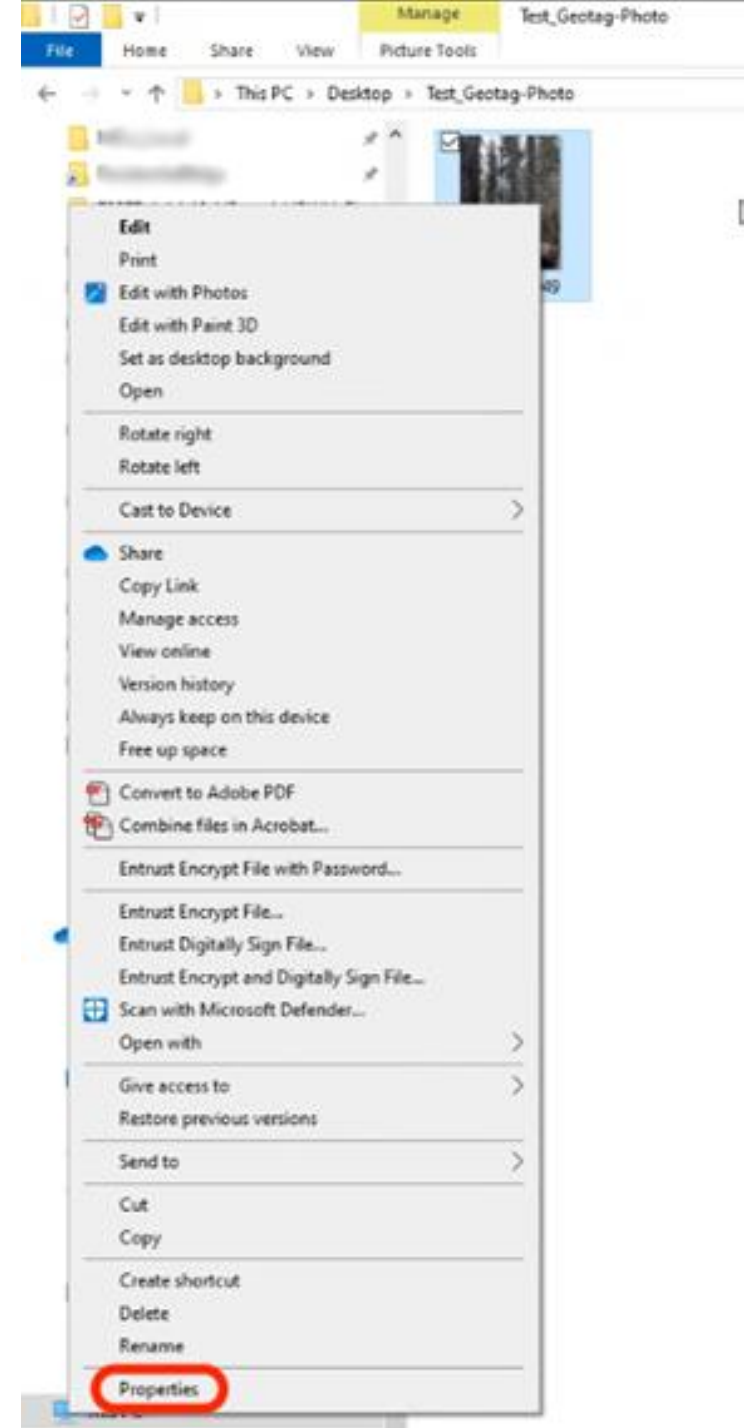 Manage
Test_Geotag-Photo
File
Home
Share
View
Picture Tools
This PC > Desktop > Test_Geotag-Photo
Edit
Print
Edit with Photos
Edit with Paint 3D
Set as desktop background
Open
Rotate right
Rotate left
Cast to Device
Share
Copy Link
Manage access
View online
Version history
Always keep on this device
Free up space
Convert to Adobe PDF
Combine files in Acrobat...
Entrust Encrypt File with Password...
Entrust Encrypt File...
Entrust Digitally Sign File...
Entrust Encrypt and Digitally Sign File...
Scan with Microsoft Defender...
Open with
Give access to
Restore previous versions
Send to
Cut
Copy
Create shortcut
Delete
Rename
Properties